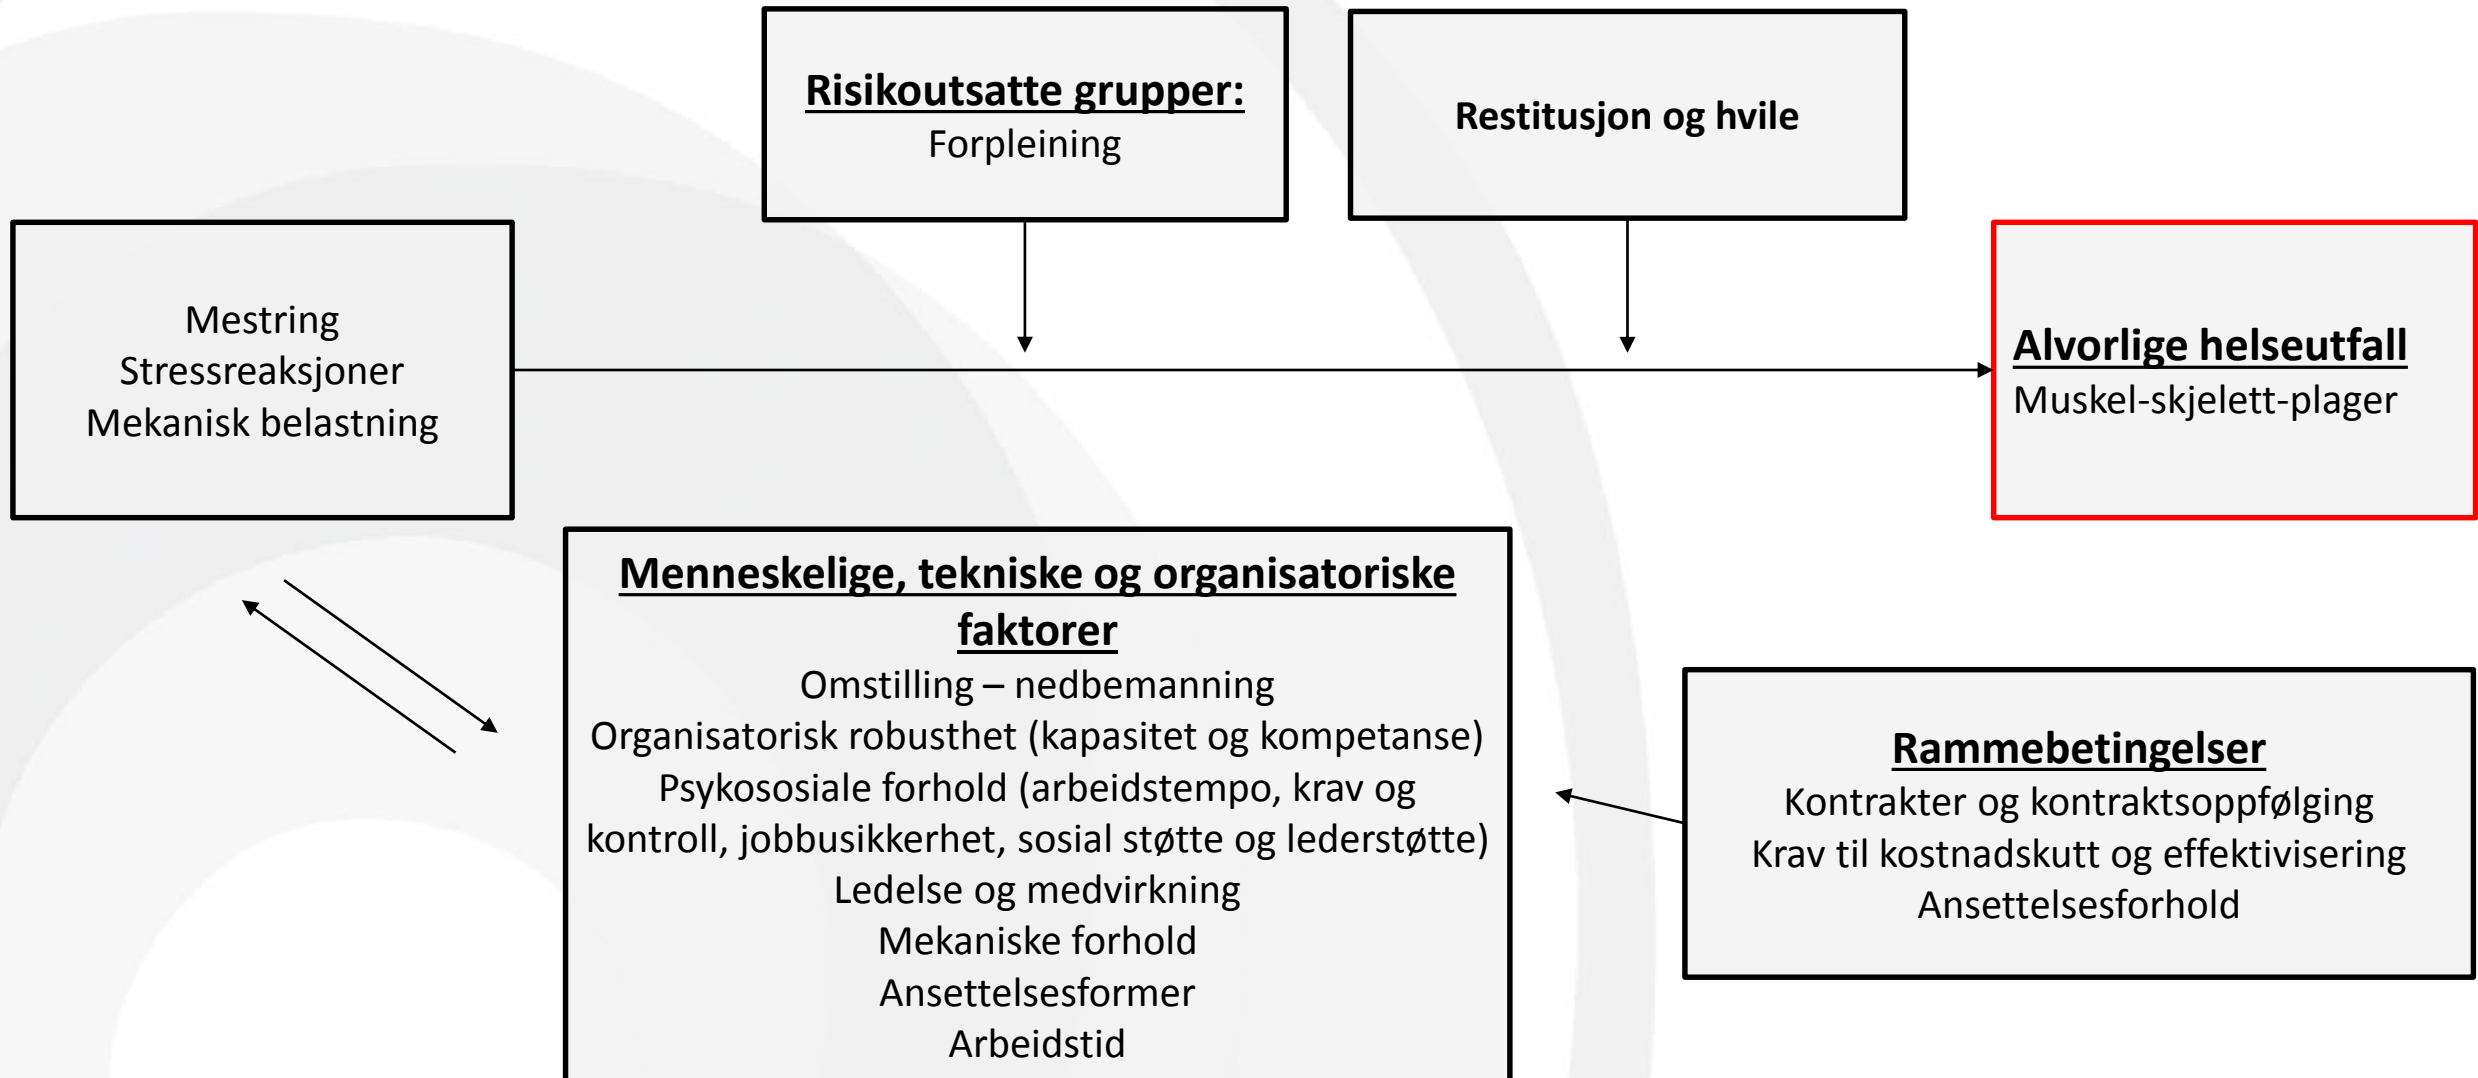 Risikoutsatte grupper:
Forpleining
Restitusjon og hvile
Mestring
Stressreaksjoner
Mekanisk belastning
Alvorlige helseutfall
Muskel-skjelett-plager
Menneskelige, tekniske og organisatoriske
faktorer
Omstilling – nedbemanning
Organisatorisk robusthet (kapasitet og kompetanse)
Psykososiale forhold (arbeidstempo, krav og
kontroll, jobbusikkerhet, sosial støtte og lederstøtte)
Ledelse og medvirkning
Mekaniske forhold
Ansettelsesformer
Arbeidstid
Rammebetingelser
Kontrakter og kontraktsoppfølging
Krav til kostnadskutt og effektivisering
Ansettelsesforhold